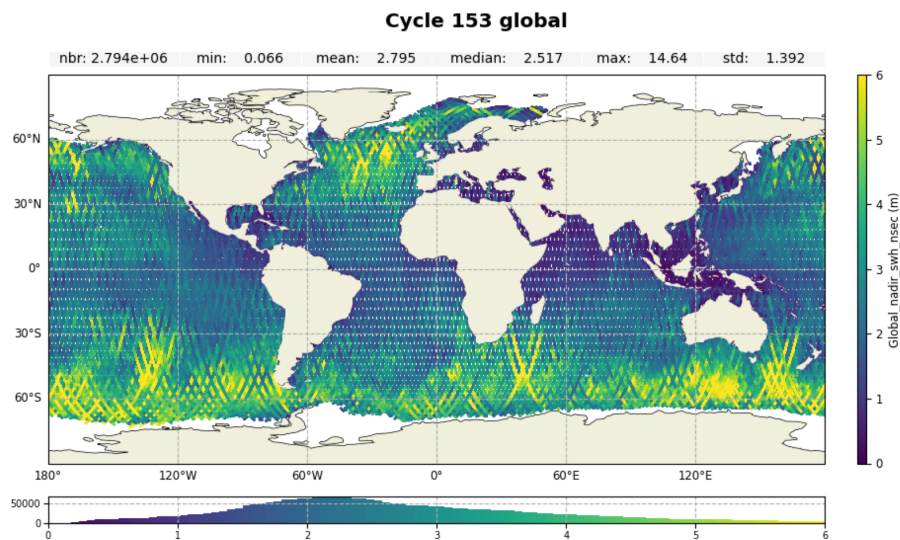 Cycle 153 global
nbr: 2.794e+06 min: 0.066 mean: 2.795 median: 2.517 max: 14.64 std: 1.392
60°N
30°N
0°
30°S
60°S
180° 120°W 60°W 0° 60°E 120°E
6
5
4
3
2
1
0
Global_nadir_swh_nsec (m)
50000
0
0 1 2 3 4 5 6